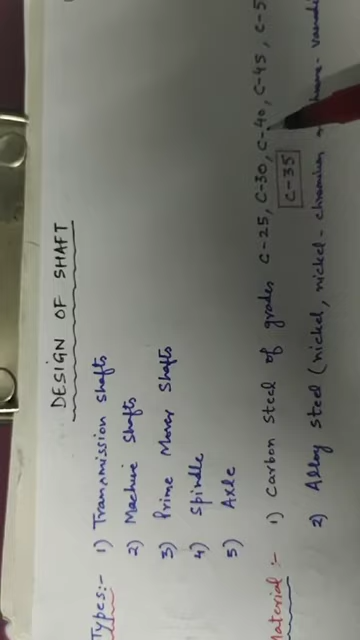 DESIGN OF SHAFT
Types:- 1) Transmission Shafts
2) Machine Shafts
3) Prime Mover Shafts
4) Spindle
5) Axle
Material:- 1) Carbon steel of grades C-25, C-30, C-40, C-45, C-5
C-35
2) Alloy steel (nickel, nickel-chromium